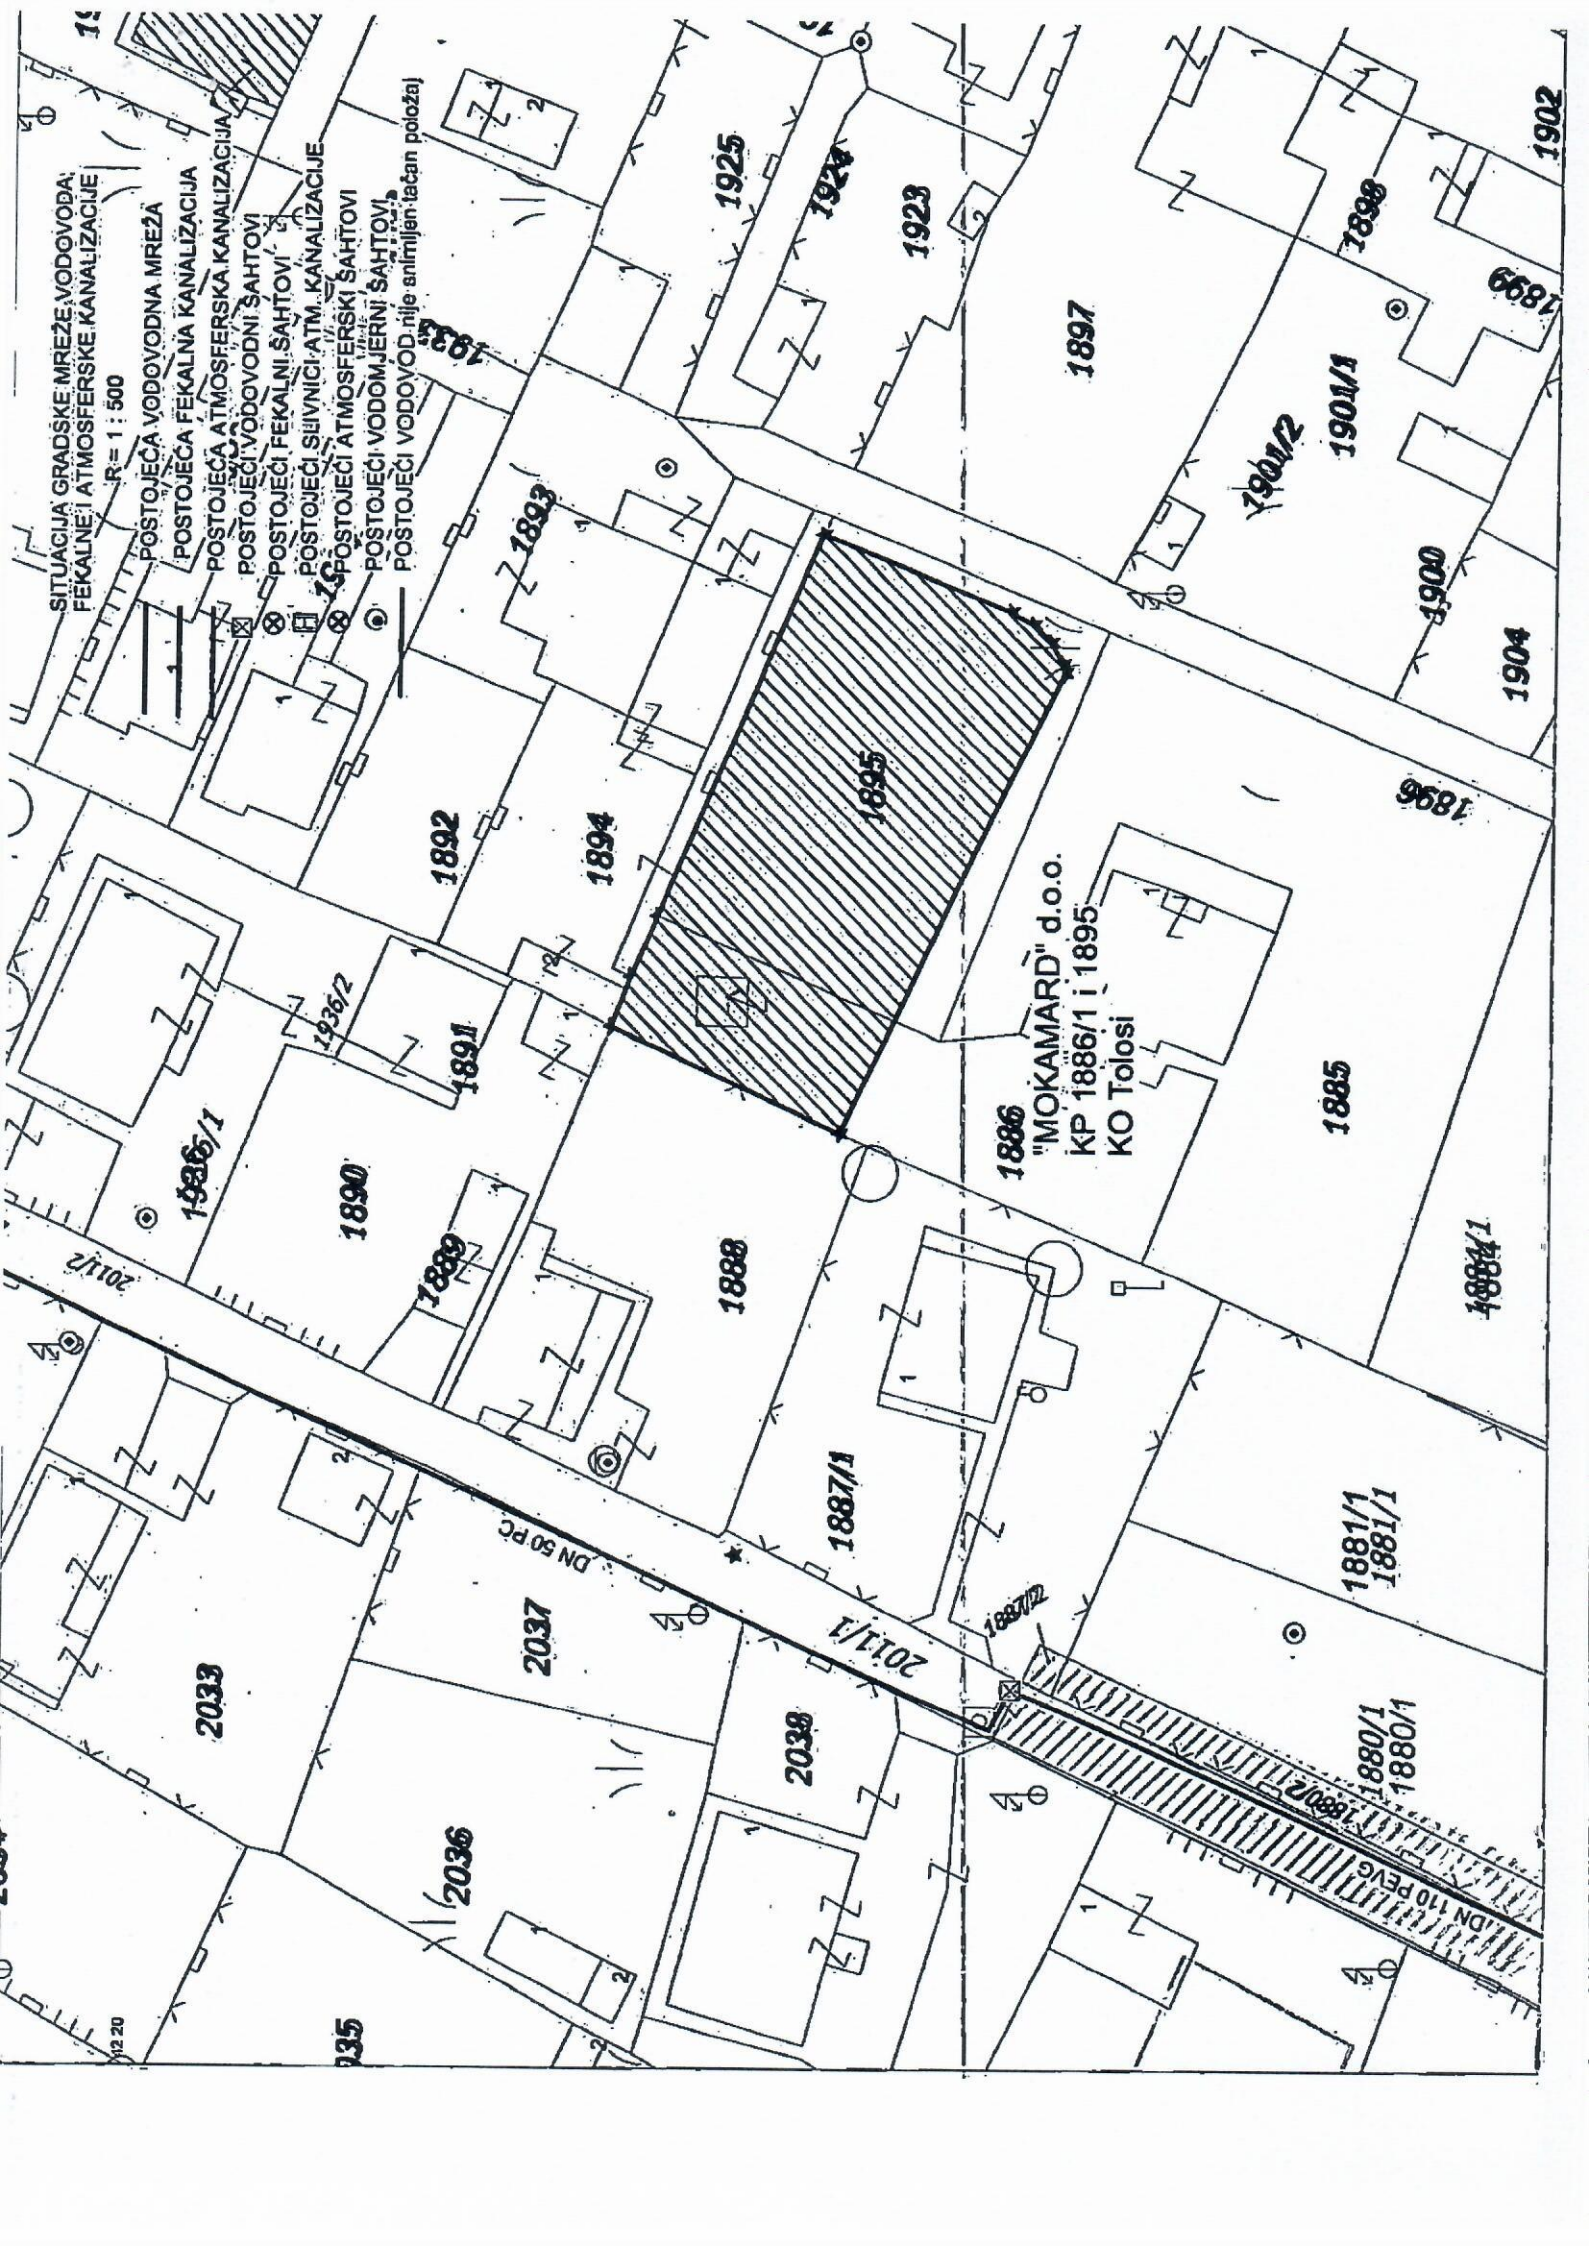 SITUACIJA GRADSKE MREŽE VODOVODA,
FEKALNE I ATMOSFERSKE KANALIZACIJE
R = 1 : 500
POSTOJEĆA VODOVODNA MREŽA
POSTOJEĆA FEKALNA KANALIZACIJA
POSTOJEĆA ATMOSFERSKA KANALIZACIJA
POSTOJEĆI VODOVODNI ŠAHTOVI
POSTOJEĆI FEKALNI ŠAHTOVI
POSTOJEĆI SLIVNICI ATM. KANALIZACIJE
POSTOJEĆI ATMOSFERSKI ŠAHTOVI
POSTOJEĆI VODOMJERNI ŠAHTOVI
POSTOJEĆI VODOVOD nije snimljen tačan položaj
1925
1924
1923
1933
1897
1898
1899
1902
1901/1
1901/2
1900
1904
1893
1892
1894
1895
1896
1936/2
1891
1936/1
1890
1889
1888
1886
"MOKAMARD" d.o.o.
KP 1886/1 i 1895
KO Tološi
1885
1884/1
2011/2
DN 50 PC
1887/1
2011/1
1887/2
1881/1
1881/1
1880/1
1880/1
1880/2
DN 110 PEVG
2033
2037
2038
2036
035
12 20